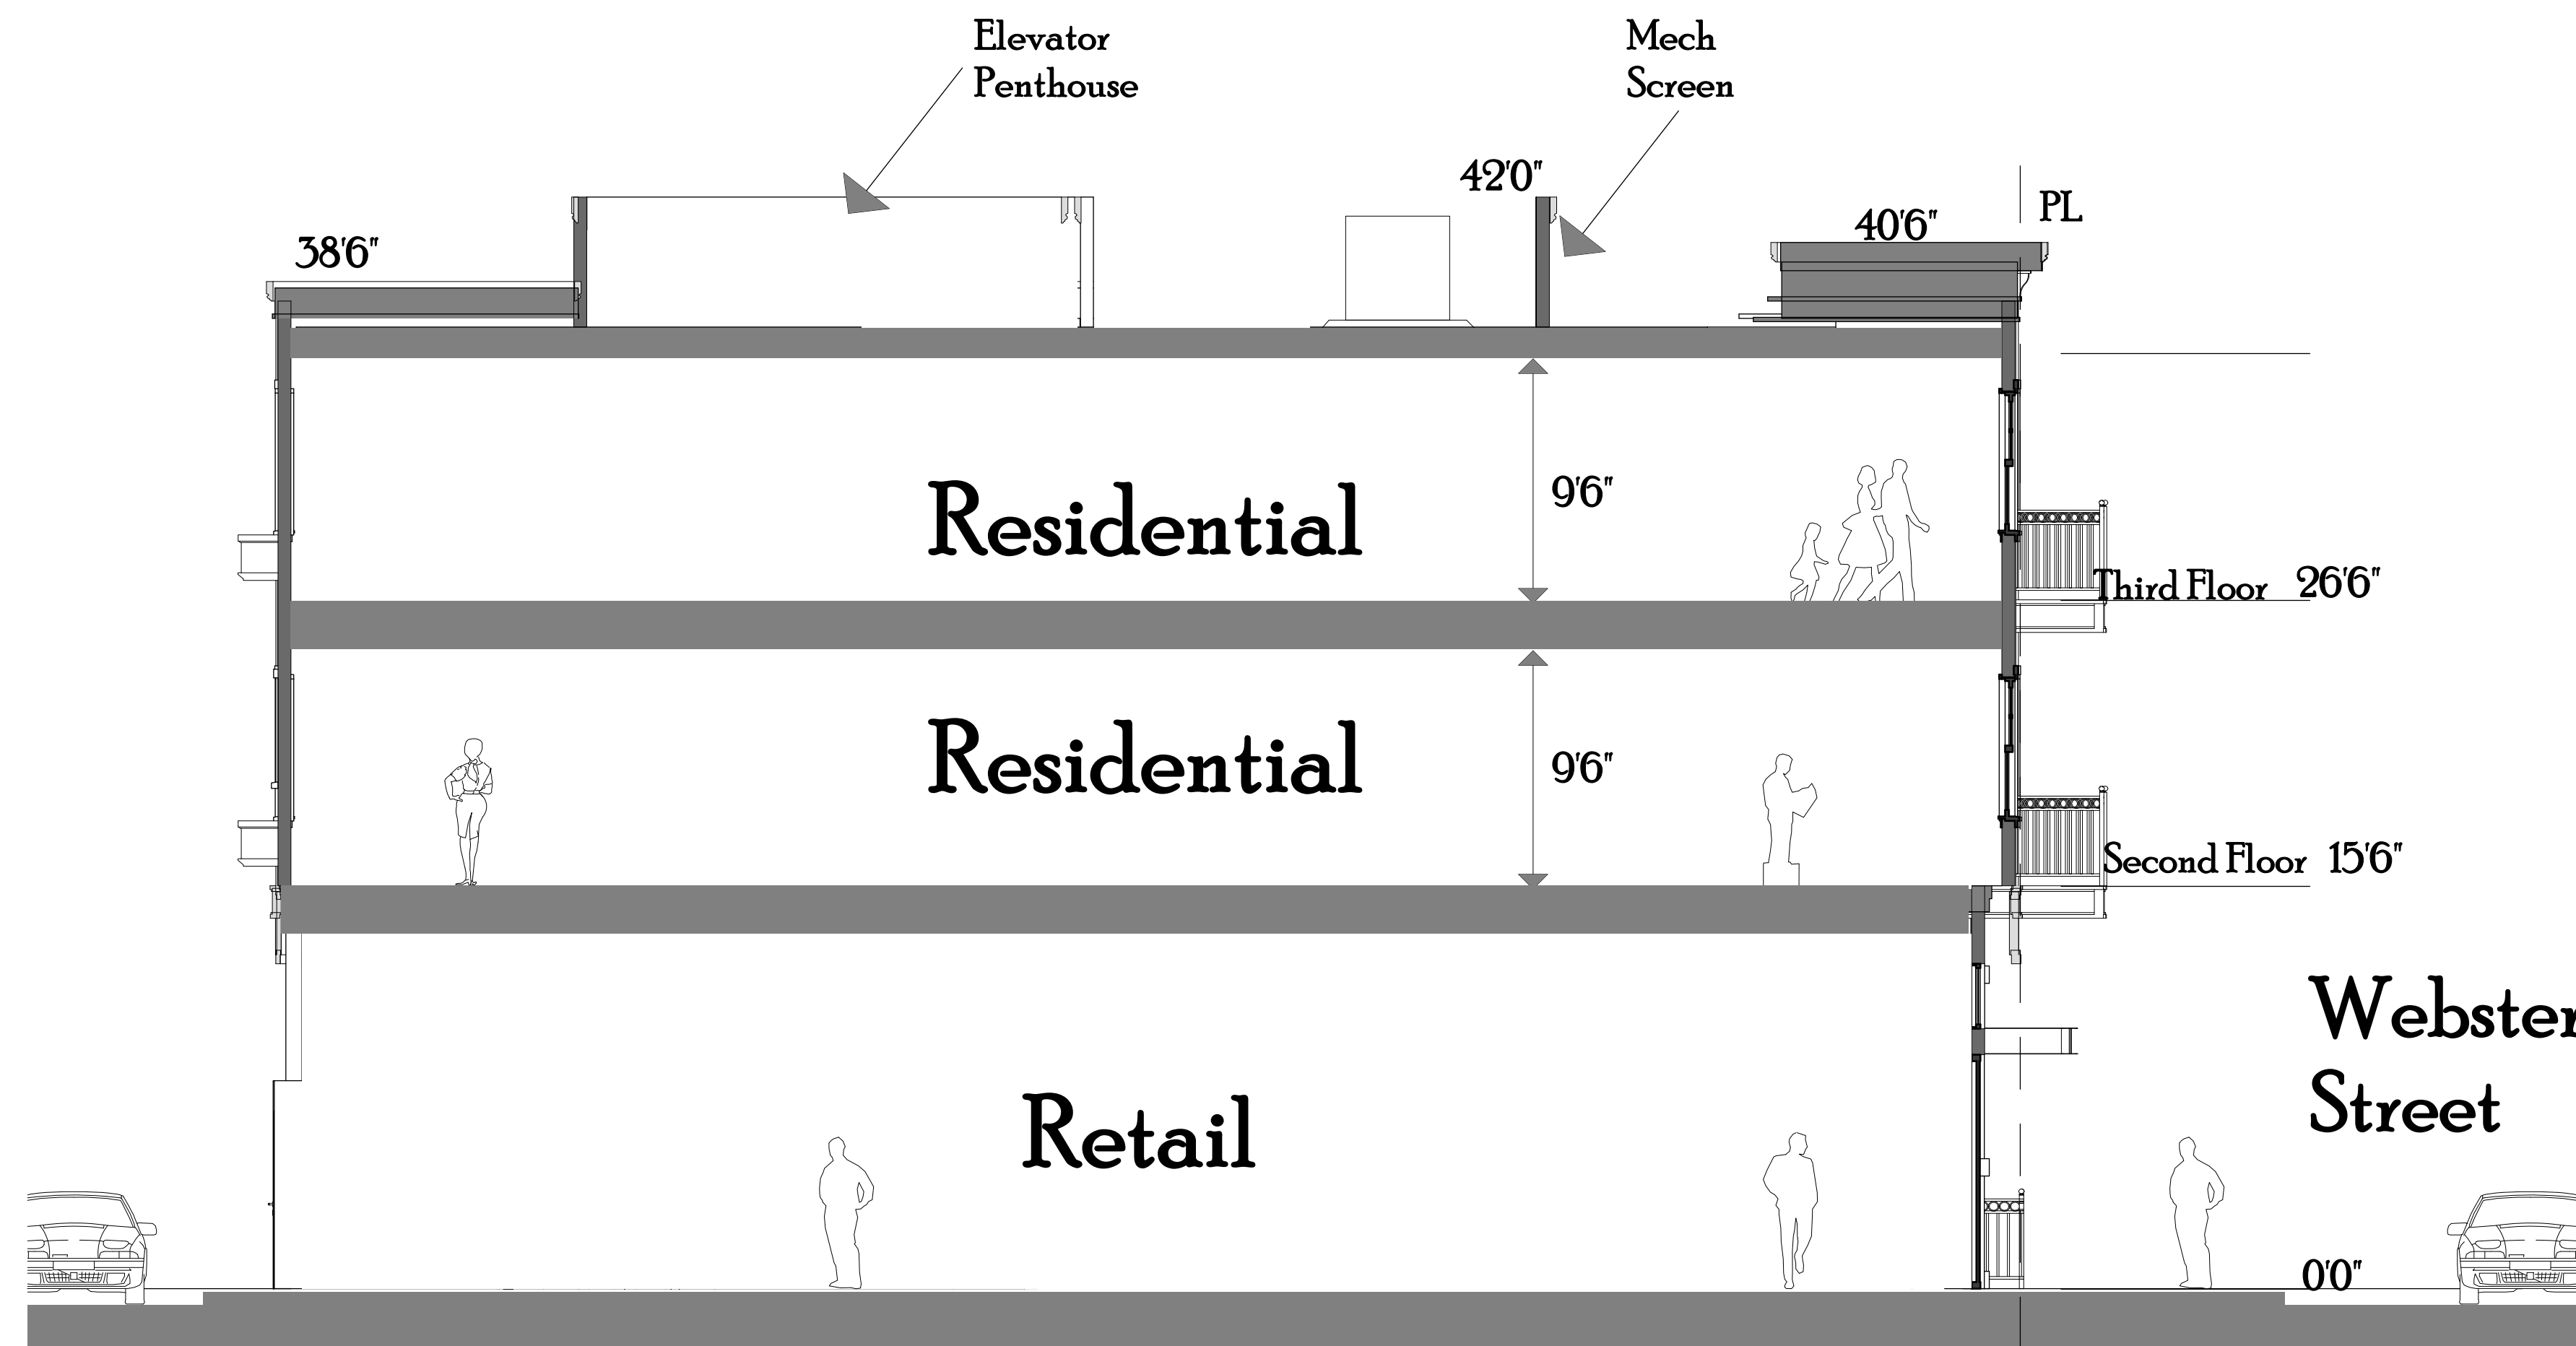 Elevator
Penthouse
Mech
Screen
42'0"
PL
40'6"
38'6"
Residential
9'6"
Third Floor 26'6"
Residential
9'6"
Second Floor 15'6"
Webster
Street
Retail
0'0"